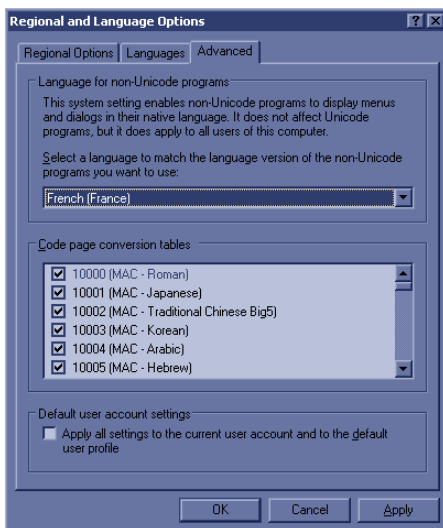 Regional and Language Options
Regional Options Languages Advanced
Language for non-Unicode programs
This system setting enables non-Unicode programs to display menus
and dialogs in their native language. It does not affect Unicode
programs, but it does apply to all users of this computer.
Select a language to match the language version of the non-Unicode
programs you want to use:
French (France)
Code page conversion tables
10000 (MAC - Roman)
10001 (MAC - Japanese)
10002 (MAC - Traditional Chinese Big5)
10003 (MAC - Korean)
10004 (MAC - Arabic)
10005 (MAC - Hebrew)
Default user account settings
Apply all settings to the current user account and to the default
user profile
OK Cancel Apply